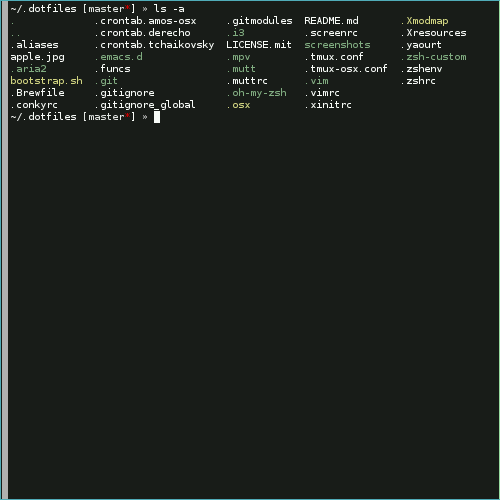 ~/.dotfiles [master*] » ls -a
. .crontab.amos-osx .gitmodules README.md .Xmodmap
.. .crontab.derecho .i3 .screenrc .Xresources
.aliases .crontab.tchaikovsky LICENSE.mit screenshots .yaourt
apple.jpg .emacs.d .mpv .tmux.conf .zsh-custom
.aria2 .funcs .mutt .tmux-osx.conf .zshenv
bootstrap.sh .git .muttrc .vim .zshrc
.Brewfile .gitignore .oh-my-zsh .vimrc
.conkyrc .gitignore_global .osx .xinitrc
~/.dotfiles [master*] »